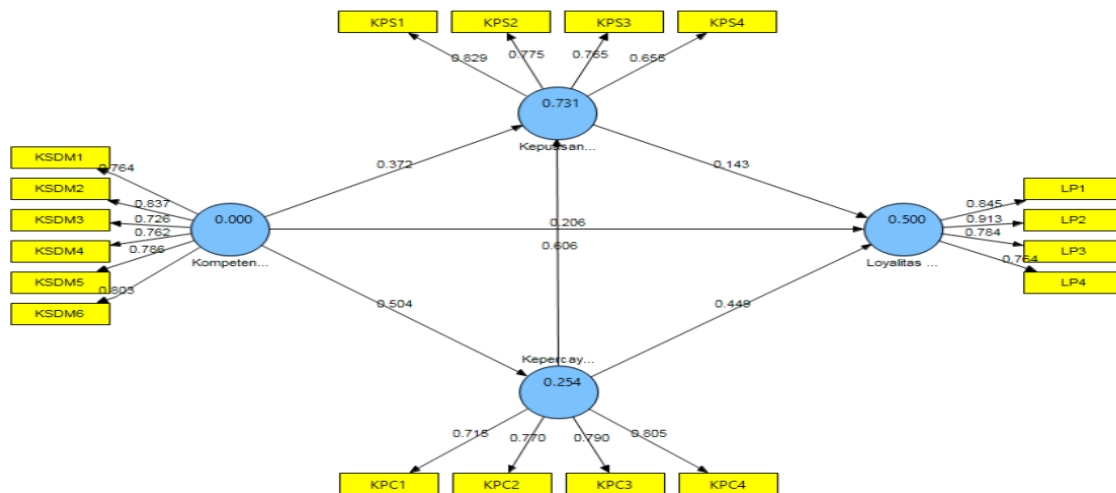 KPS1
KPS2
KPS3
KPS4
0.829
0.775
0.765
0.731
Kepuasan...
KSDM1
KSDM2
KSDM3
KSDM4
KSDM5
KSDM6
0.764
0.837
0.726
0.762
0.786
0.803
0.000
Kompeten...
0.372
0.143
0.206
0.606
0.504
0.449
0.500
Loyalitas ...
0.845
0.913
0.784
0.764
LP1
LP2
LP3
LP4
Kepercay...
0.254
0.715
0.770
0.790
0.805
KPC1
KPC2
KPC3
KPC4